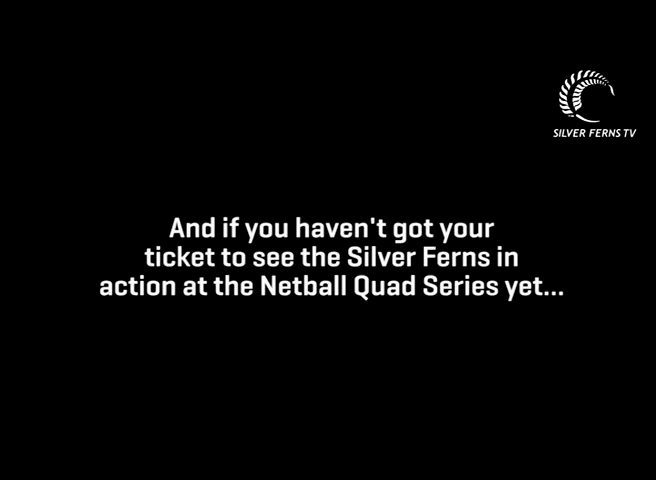 SILVER FERNS TV
And if you haven't got your
ticket to see the Silver Ferns in
action at the Netball Quad Series yet...